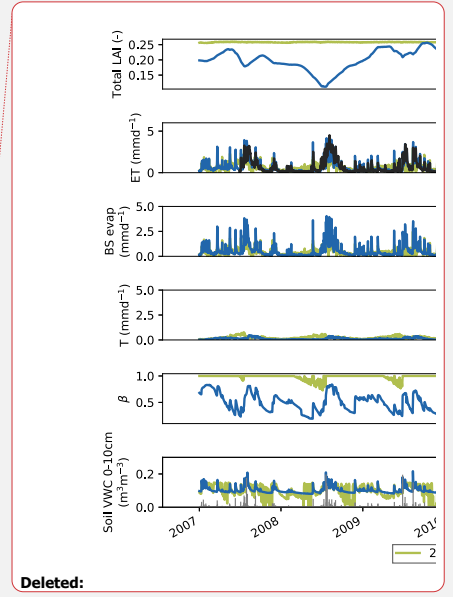 Total LAI (-)
0.25
0.20
0.15
ET (mmd⁻¹)
5
0
BS evap
(mmd⁻¹)
5.0
2.5
0.0
T (mmd⁻¹)
5.0
2.5
0.0
β
1.0
0.5
Soil VWC 0-10cm
(m³m⁻³)
0.2
0.0
2007
2008
2009
2010
2
Deleted: